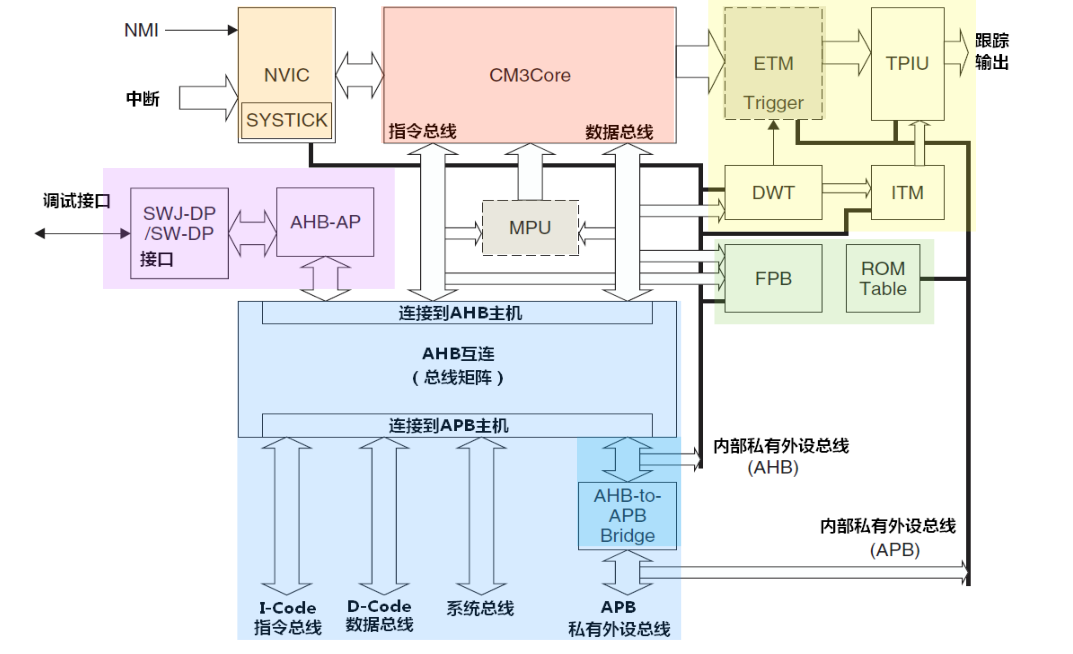 NMI
中断
NVIC
SYSTICK
CM3Core
指令总线
数据总线
ETM
Trigger
TPIU
跟踪
输出
DWT
ITM
调试接口
SWJ-DP
/SW-DP
接口
AHB-AP
MPU
FPB
ROM
Table
连接到AHB主机
AHB互连
（总线矩阵）
连接到APB主机
内部私有外设总线
(AHB)
AHB-to-
APB
Bridge
内部私有外设总线
(APB)
I-Code
指令总线
D-Code
数据总线
系统总线
APB
私有外设总线